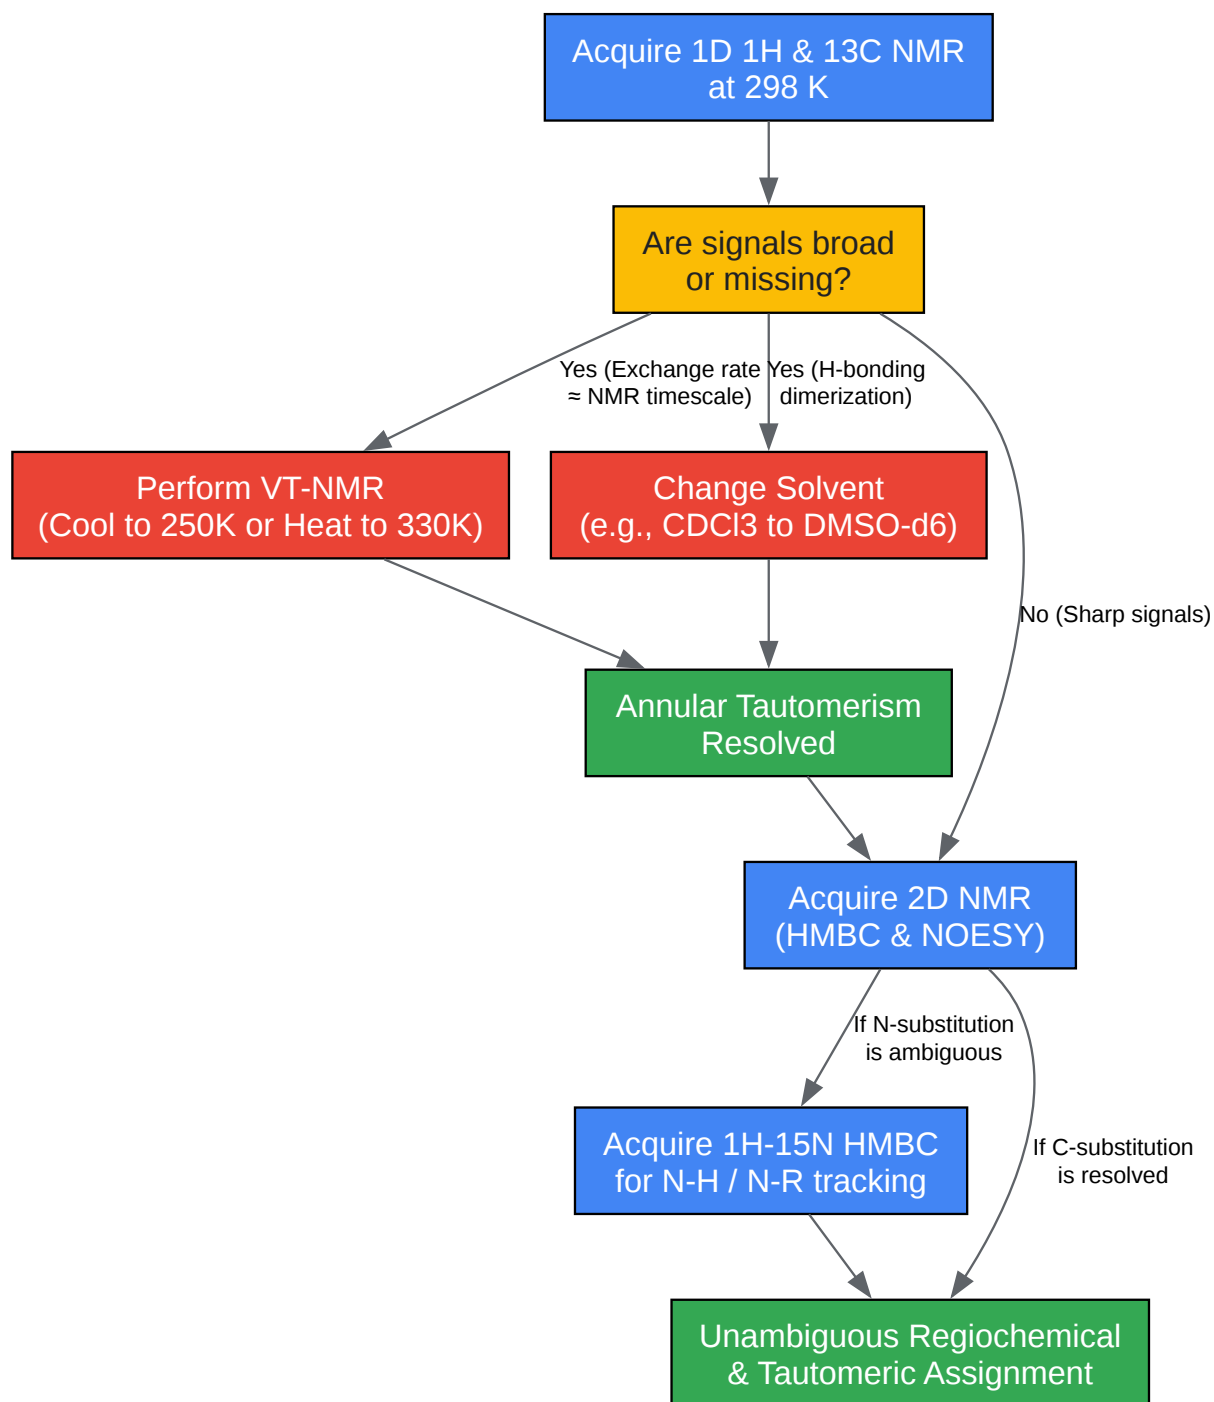 Acquire 1D 1H & 13C NMR
at 298 K
Are signals broad
or missing?
Yes (Exchange rate
≈ NMR timescale)
Yes (H-bonding
dimerization)
Perform VT-NMR
(Cool to 250K or Heat to 330K)
Change Solvent
(e.g., CDCl3 to DMSO-d6)
No (Sharp signals)
Annular Tautomerism
Resolved
Acquire 2D NMR
(HMBC & NOESY)
If N-substitution
is ambiguous
Acquire 1H-15N HMBC
for N-H / N-R tracking
If C-substitution
is resolved
Unambiguous Regiochemical
& Tautomeric Assignment